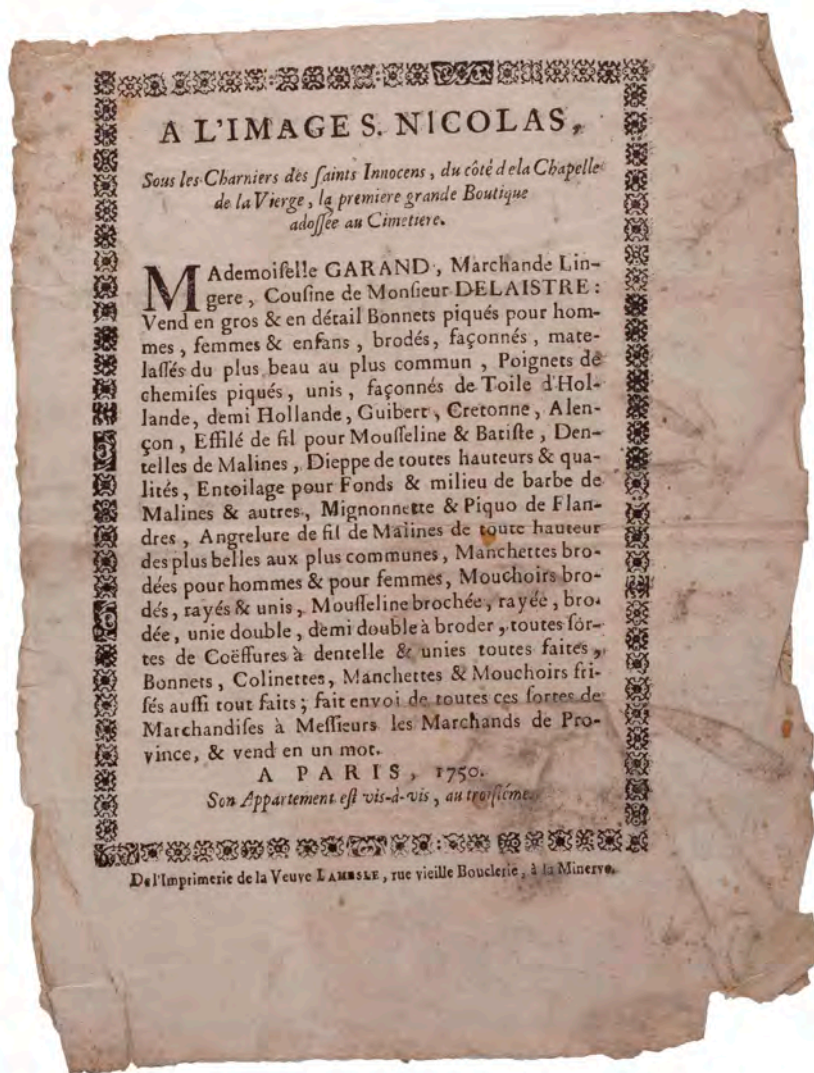 A L'IMAGE S. NICOLAS,
Sous les Charniers des ſaints Innocens, du côté dela Chapelle
de la Vierge, la premiere grande Boutique
adoſſée au Cimetiere.
MAdemoiſelle GARAND, Marchande Lin-
gere, Couſine de Monſieur DELAISTRE:
Vend en gros & en détail Bonnets piqués pour hom-
mes, femmes & enfans, brodés, façonnés, mate-
laſſés du plus beau au plus commun, Poignets de
chemiſes piqués, unis, façonnés de Toile d'Hol-
lande, demi Hollande, Guibert, Cretonne, Alen-
çon, Effilé de fil pour Mouſſeline & Batiſte, Den-
telles de Malines, Dieppe de toutes hauteurs & qua-
lités, Entoilage pour Fonds & milieu de barbe de
Malines & autres, Mignonnette & Piquo de Flan-
dres, Angrelure de fil de Malines de toute hauteur
des plus belles aux plus communes, Manchettes bro-
dées pour hommes & pour femmes, Mouchoirs bro-
dés, rayés & unis, Mouſſeline brochée, rayée, bro-
dée, unie double, demi double à broder, toutes ſor-
tes de Coëffures à dentelle & unies toutes faites,
Bonnets, Colinettes, Manchettes & Mouchoirs fri-
ſés auſſi tout faits; fait envoi de toutes ces ſortes de
Marchandiſes à Meſſieurs les Marchands de Pro-
vince, & vend en un mot.
A PARIS, 1750.
Son Appartement eſt vis-à-vis, au troiſiéme.
De l'Imprimerie de la Veuve LAMESLE, rue vieille Bouclerie, à la Minerve.